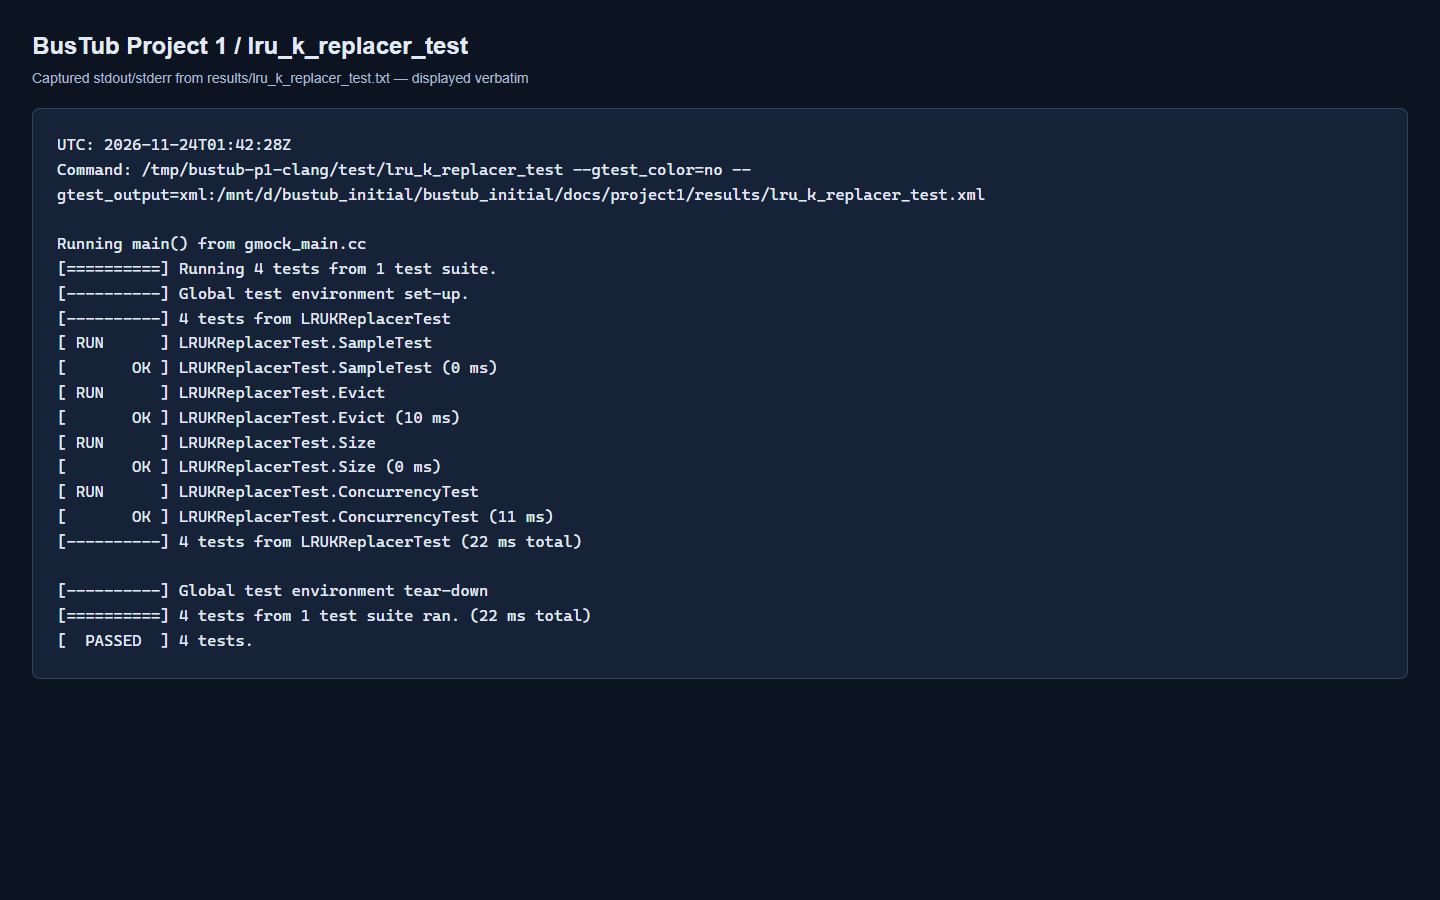 BusTub Project 1 / lru_k_replacer_test
Captured stdout/stderr from results/lru_k_replacer_test.txt — displayed verbatim
UTC: 2026-11-24T01:42:28Z
Command: /tmp/bustub-p1-clang/test/lru_k_replacer_test --gtest_color=no --
gtest_output=xml:/mnt/d/bustub_initial/bustub_initial/docs/project1/results/lru_k_replacer_test.xml
Running main() from gmock_main.cc
[==========] Running 4 tests from 1 test suite.
[----------] Global test environment set-up.
[----------] 4 tests from LRUKReplacerTest
[ RUN      ] LRUKReplacerTest.SampleTest
[       OK ] LRUKReplacerTest.SampleTest (0 ms)
[ RUN      ] LRUKReplacerTest.Evict
[       OK ] LRUKReplacerTest.Evict (10 ms)
[ RUN      ] LRUKReplacerTest.Size
[       OK ] LRUKReplacerTest.Size (0 ms)
[ RUN      ] LRUKReplacerTest.ConcurrencyTest
[       OK ] LRUKReplacerTest.ConcurrencyTest (11 ms)
[----------] 4 tests from LRUKReplacerTest (22 ms total)
[----------] Global test environment tear-down
[==========] 4 tests from 1 test suite ran. (22 ms total)
[  PASSED  ] 4 tests.